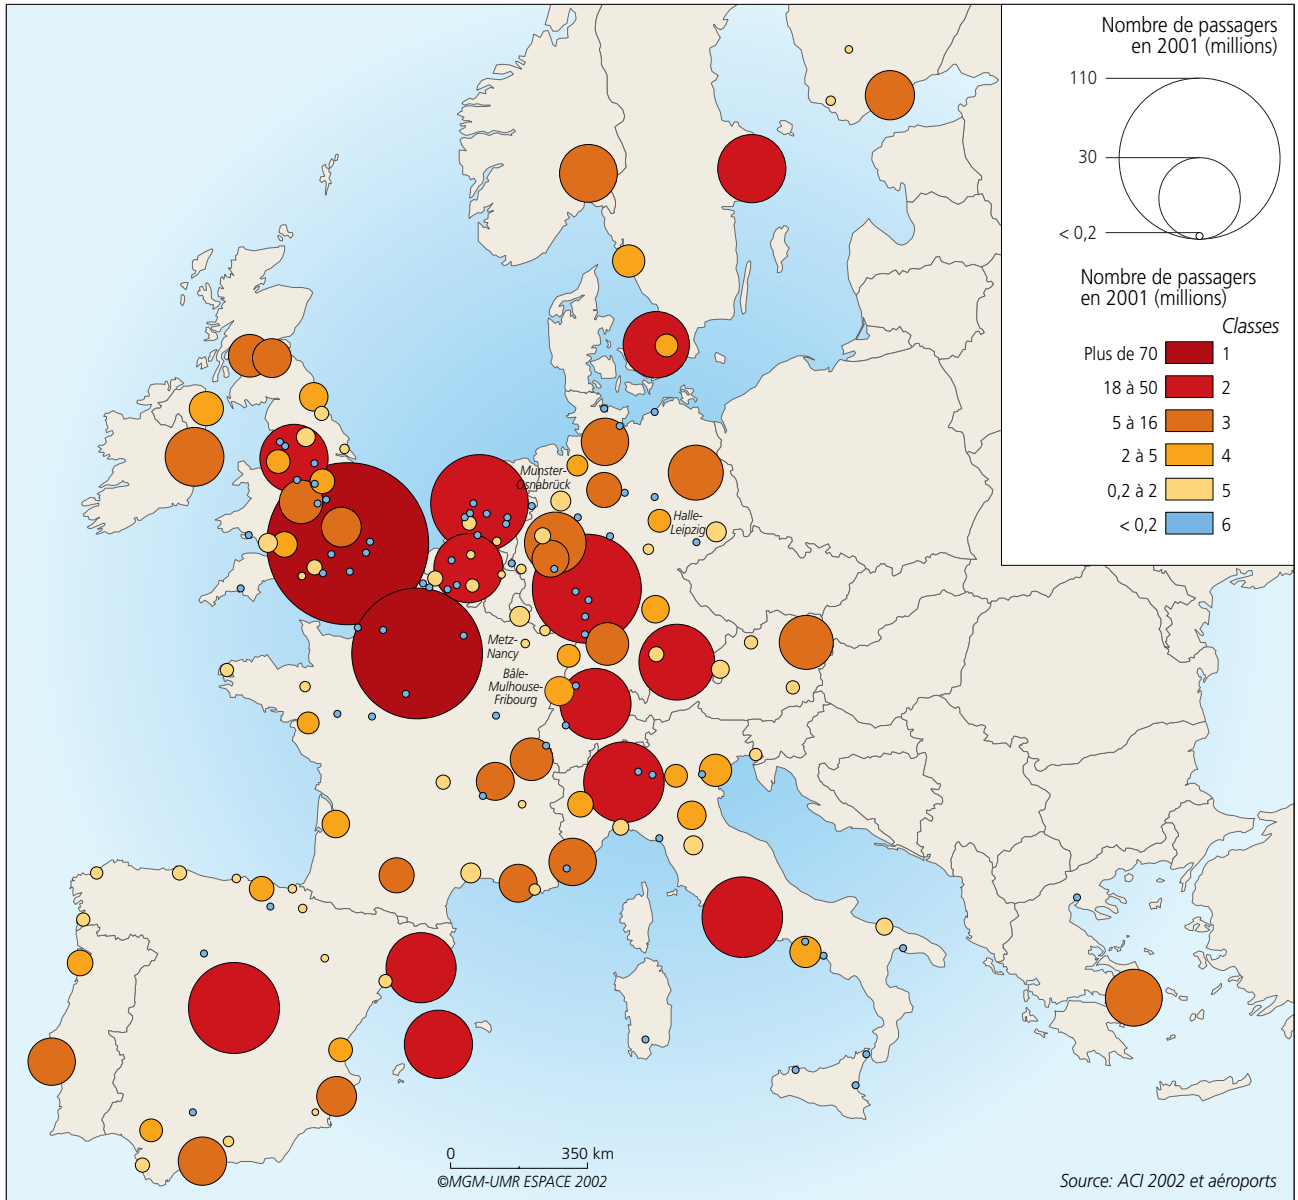 Nombre de passagers
en 2001 (millions)
110
30
< 0,2
Nombre de passagers
en 2001 (millions)
Classes
Plus de 70 1
18 à 50 2
5 à 16 3
2 à 5 4
0,2 à 2 5
< 0,2 6
Munster-
Osnabrück
Halle-
Leipzig
Metz-
Nancy
Bâle-
Mulhouse-
Fribourg
0 350 km
©MGM-UMR ESPACE 2002
Source: ACI 2002 et aéroports